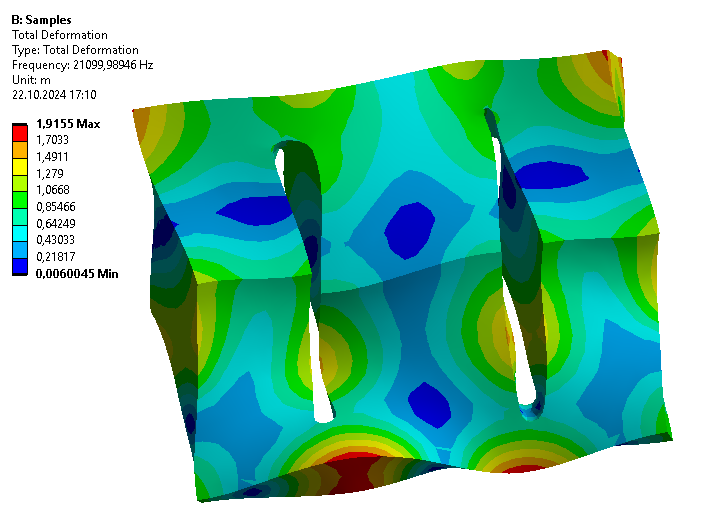 B: Samples
Total Deformation
Type: Total Deformation
Frequency: 21099,98946 Hz
Unit: m
22.10.2024 17:10
1,9155 Max
1,7033
1,4911
1,279
1,0668
0,85466
0,64249
0,43033
0,21817
0,0060045 Min